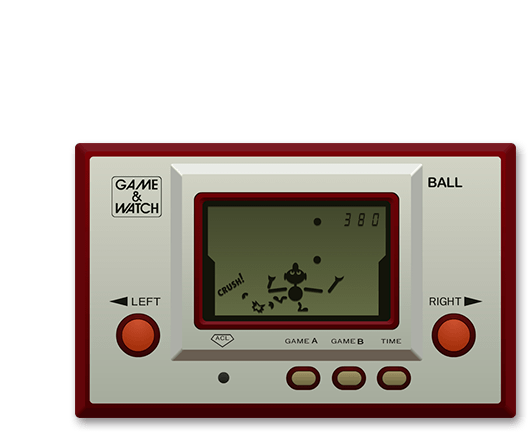 GAME
&
WATCH
BALL
380
CRUSH!
LEFT
RIGHT
ACL
GAME A
GAME B
TIME